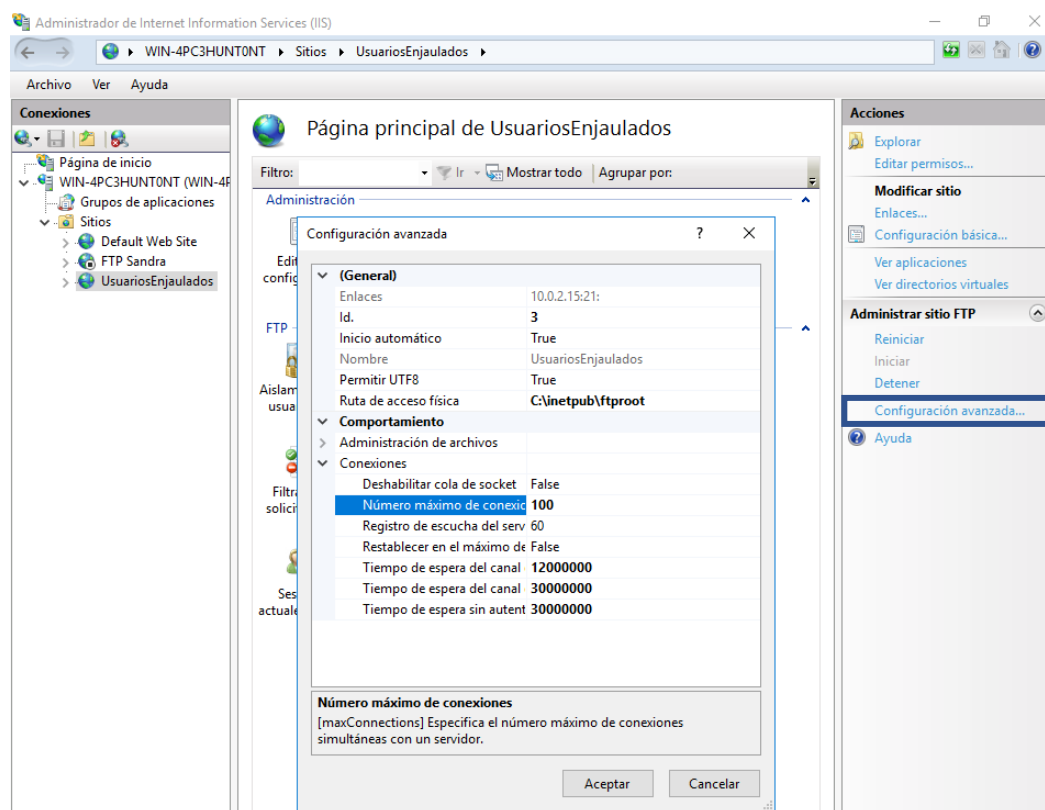 Administrador de Internet Information Services (IIS)
WIN-4PC3HUNT0NT Sitios UsuariosEnjaulados
Archivo Ver Ayuda
Conexiones
Página de inicio
WIN-4PC3HUNT0NT (WIN-4P
Grupos de aplicaciones
Sitios
Default Web Site
FTP Sandra
UsuariosEnjaulados
Página principal de UsuariosEnjaulados
Filtro: Ir Mostrar todo Agrupar por:
Administración
Edit
config
FTP
Aislam
usua
Filtra
solici
Ses
actuale
Configuración avanzada ?
(General)
Enlaces 10.0.2.15:21:
Id. 3
Inicio automático True
Nombre UsuariosEnjaulados
Permitir UTF8 True
Ruta de acceso física C:\inetpub\ftproot
Comportamiento
Administración de archivos
Conexiones
Deshabilitar cola de socket False
Número máximo de conexic 100
Registro de escucha del serv 60
Restablecer en el máximo de False
Tiempo de espera del canal 12000000
Tiempo de espera del canal 30000000
Tiempo de espera sin autent 30000000
Número máximo de conexiones
[maxConnections] Especifica el número máximo de conexiones
simultáneas con un servidor.
Aceptar Cancelar
Acciones
Explorar
Editar permisos...
Modificar sitio
Enlaces...
Configuración básica...
Ver aplicaciones
Ver directorios virtuales
Administrar sitio FTP
Reiniciar
Iniciar
Detener
Configuración avanzada...
Ayuda